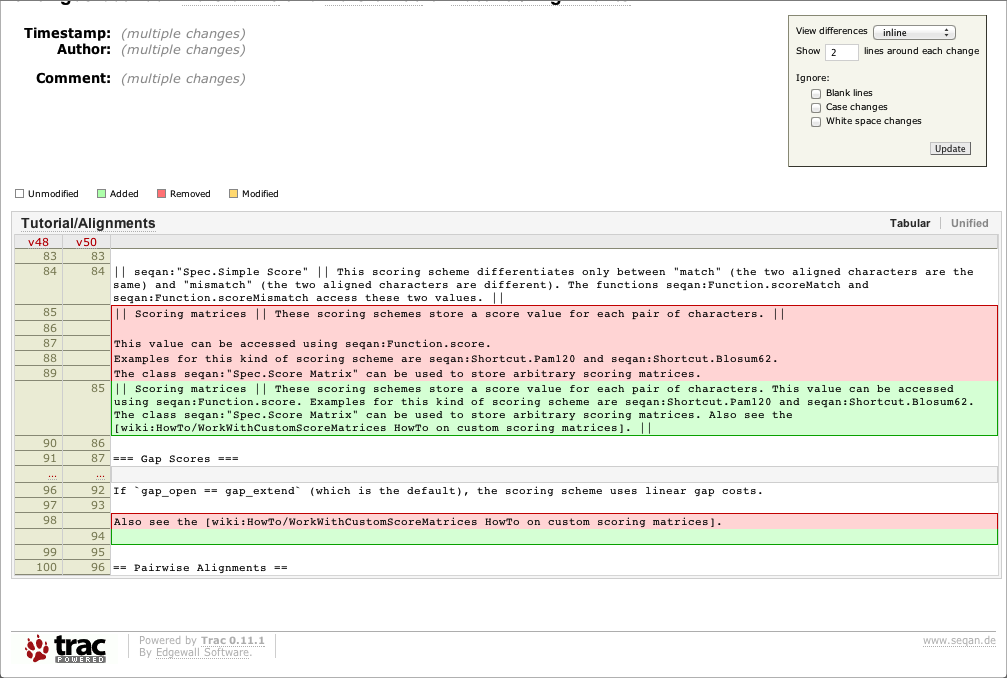 Timestamp: (multiple changes)
Author: (multiple changes)
Comment: (multiple changes)
View differences inline
Show 2 lines around each change
Ignore:
Blank lines
Case changes
White space changes
Update
Unmodified Added Removed Modified
Tutorial/Alignments Tabular Unified
v48 v50
83 83
84 84 || seqan:"Spec.Simple Score" || This scoring scheme differentiates only between "match" (the two aligned characters are the
same) and "mismatch" (the two aligned characters are different). The functions seqan:Function.scoreMatch and
seqan:Function.scoreMismatch access these two values. ||
85 || Scoring matrices || These scoring schemes store a score value for each pair of characters. ||
86
87 This value can be accessed using seqan:Function.score.
88 Examples for this kind of scoring scheme are seqan:Shortcut.Pam120 and seqan:Shortcut.Blosum62.
89 The class seqan:"Spec.Score Matrix" can be used to store arbitrary scoring matrices.
85 || Scoring matrices || These scoring schemes store a score value for each pair of characters. This value can be accessed
using seqan:Function.score. Examples for this kind of scoring scheme are seqan:Shortcut.Pam120 and seqan:Shortcut.Blosum62.
The class seqan:"Spec.Score Matrix" can be used to store arbitrary scoring matrices. Also see the
[wiki:HowTo/WorkWithCustomScoreMatrices HowTo on custom scoring matrices]. ||
90 86
91 87 === Gap Scores ===
… …
96 92 If `gap_open == gap_extend` (which is the default), the scoring scheme uses linear gap costs.
97 93
98 Also see the [wiki:HowTo/WorkWithCustomScoreMatrices HowTo on custom scoring matrices].
94
99 95
100 96 == Pairwise Alignments ==
trac
POWERED
Powered by Trac 0.11.1
By Edgewall Software.
www.seqan.de